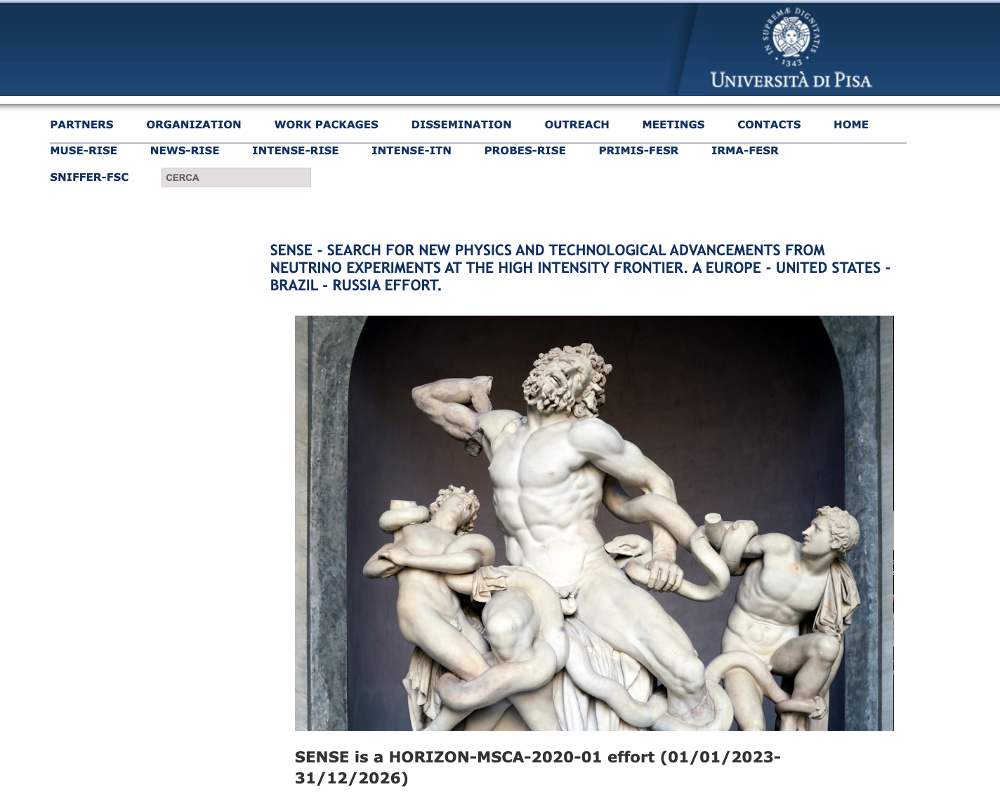 IN SUPREMÆ DIGNITATIS
· 1343 ·
UNIVERSITÀ DI PISA
PARTNERS ORGANIZATION WORK PACKAGES DISSEMINATION OUTREACH MEETINGS CONTACTS HOME
MUSE-RISE NEWS-RISE INTENSE-RISE INTENSE-ITN PROBES-RISE PRIMIS-FESR IRMA-FESR
SNIFFER-FSC CERCA
SENSE - SEARCH FOR NEW PHYSICS AND TECHNOLOGICAL ADVANCEMENTS FROM
NEUTRINO EXPERIMENTS AT THE HIGH INTENSITY FRONTIER. A EUROPE - UNITED STATES -
BRAZIL - RUSSIA EFFORT.
SENSE is a HORIZON-MSCA-2020-01 effort (01/01/2023-
31/12/2026)